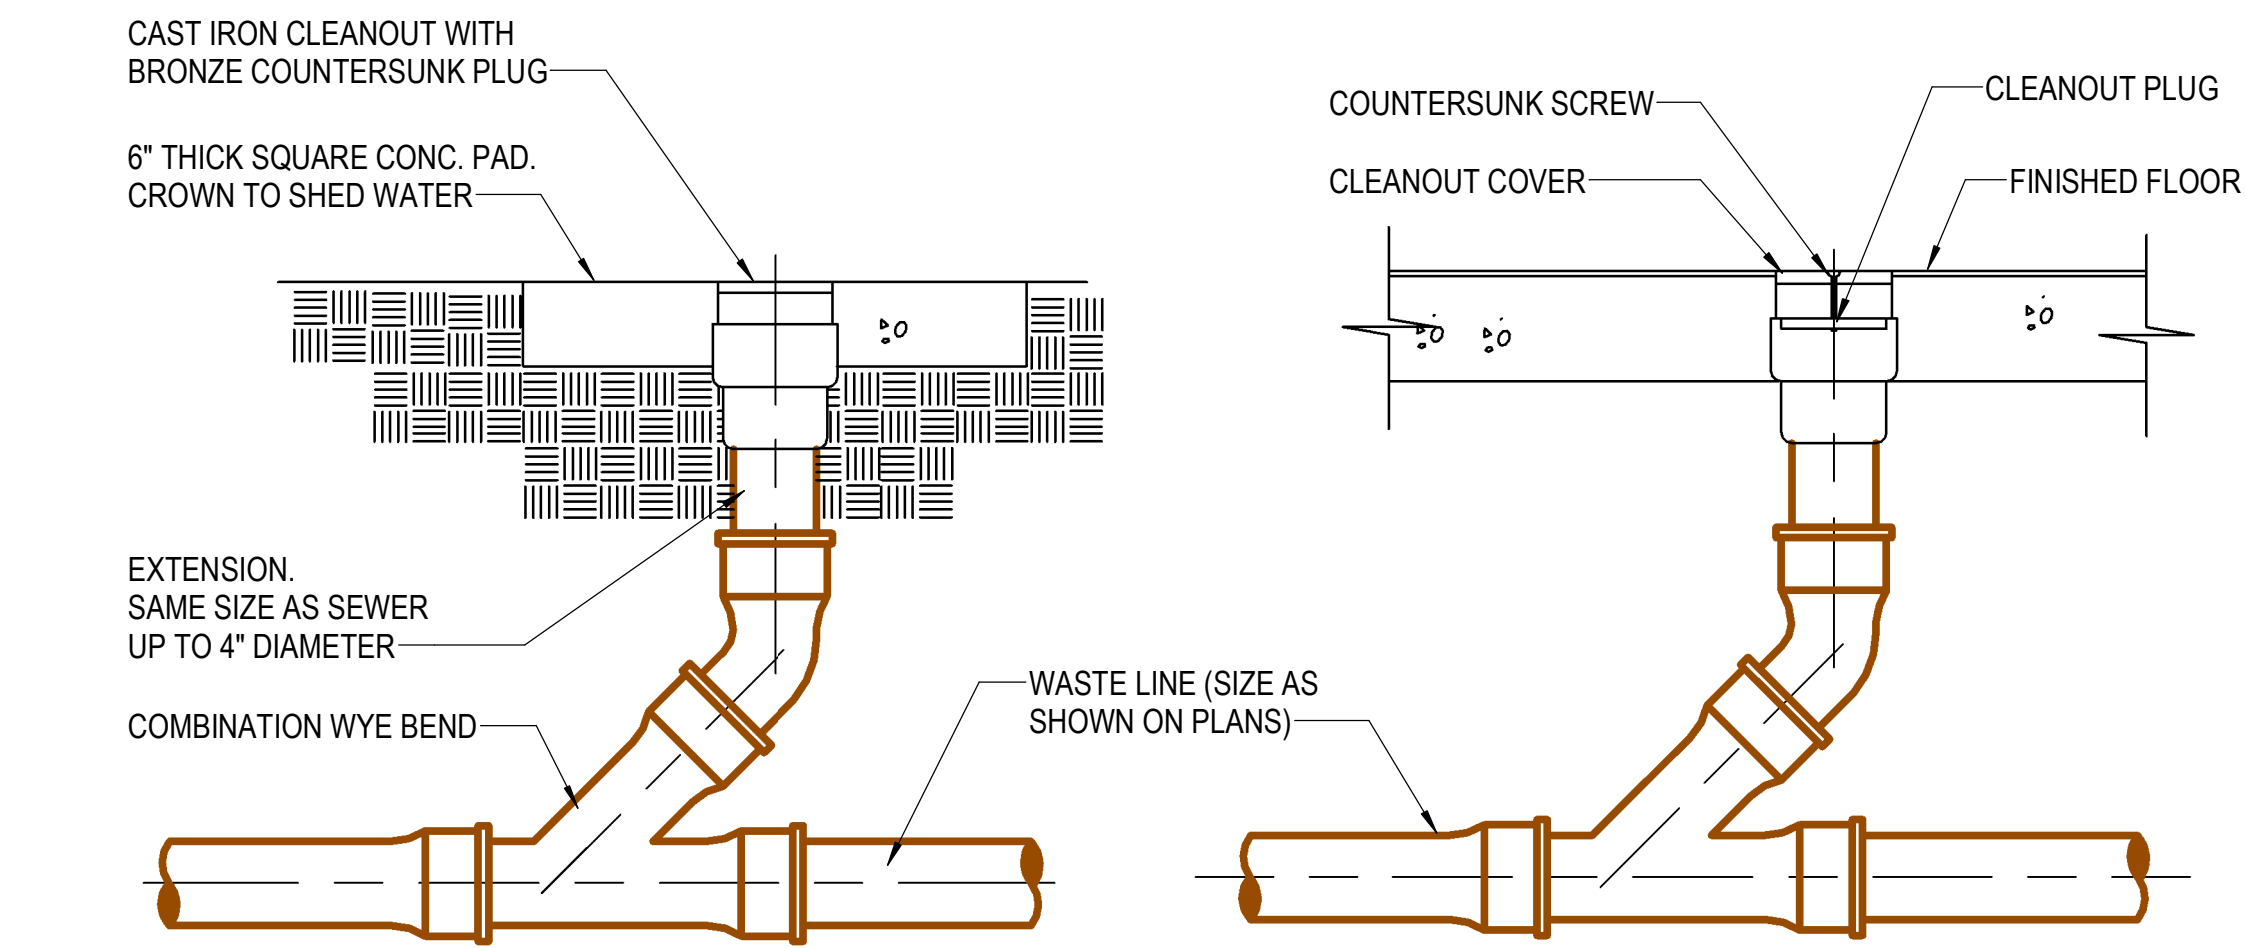 CAST IRON CLEANOUT WITH
BRONZE COUNTERSUNK PLUG
6" THICK SQUARE CONC. PAD.
CROWN TO SHED WATER
EXTENSION.
SAME SIZE AS SEWER
UP TO 4" DIAMETER
COMBINATION WYE BEND
WASTE LINE (SIZE AS
SHOWN ON PLANS)
COUNTERSUNK SCREW
CLEANOUT COVER
CLEANOUT PLUG
FINISHED FLOOR